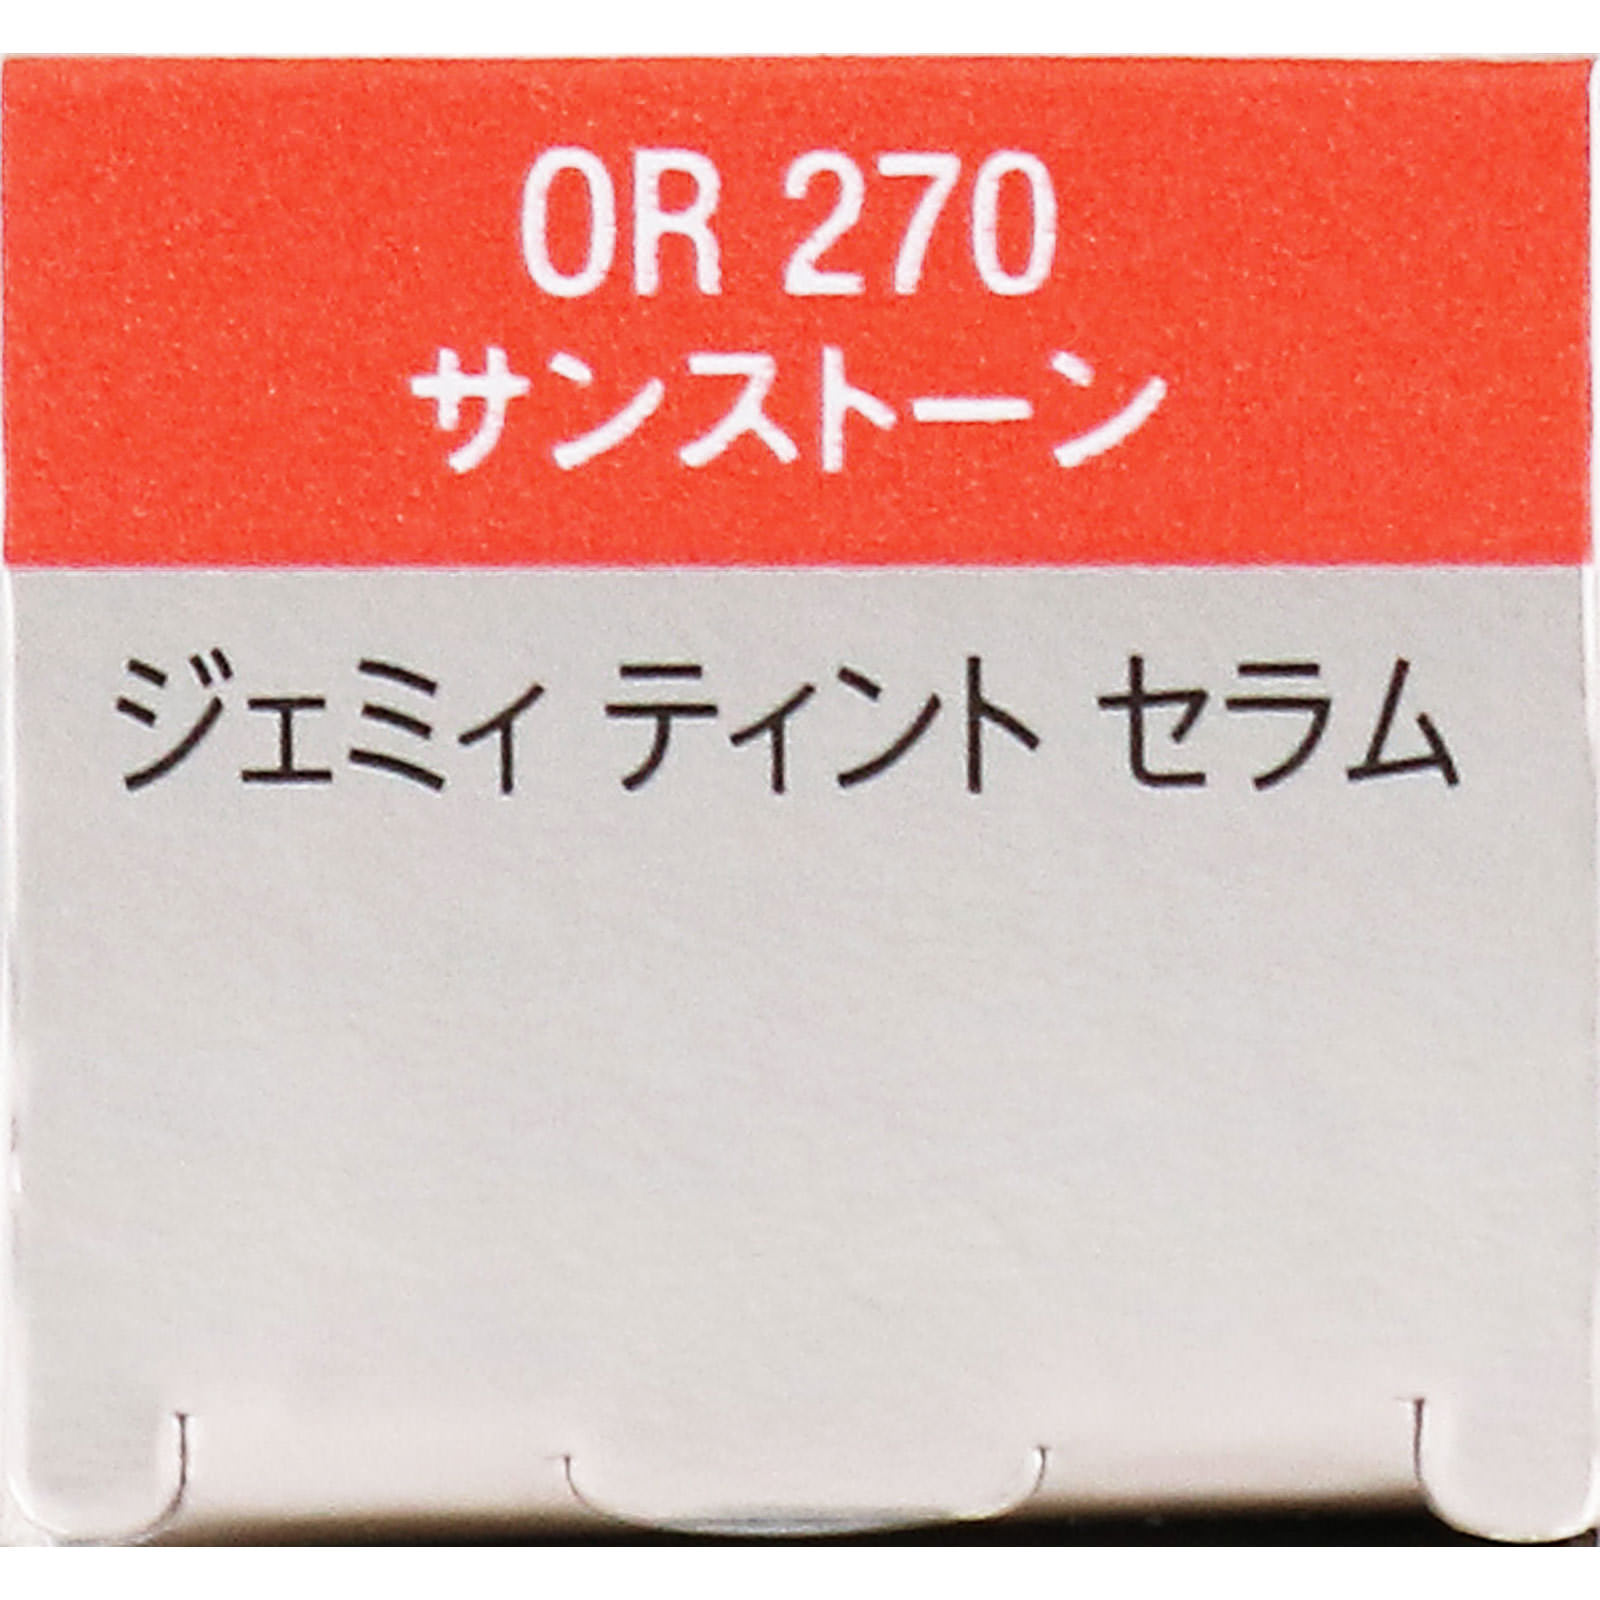 OR 270
サンストーン
ジェミィ ティント セラム